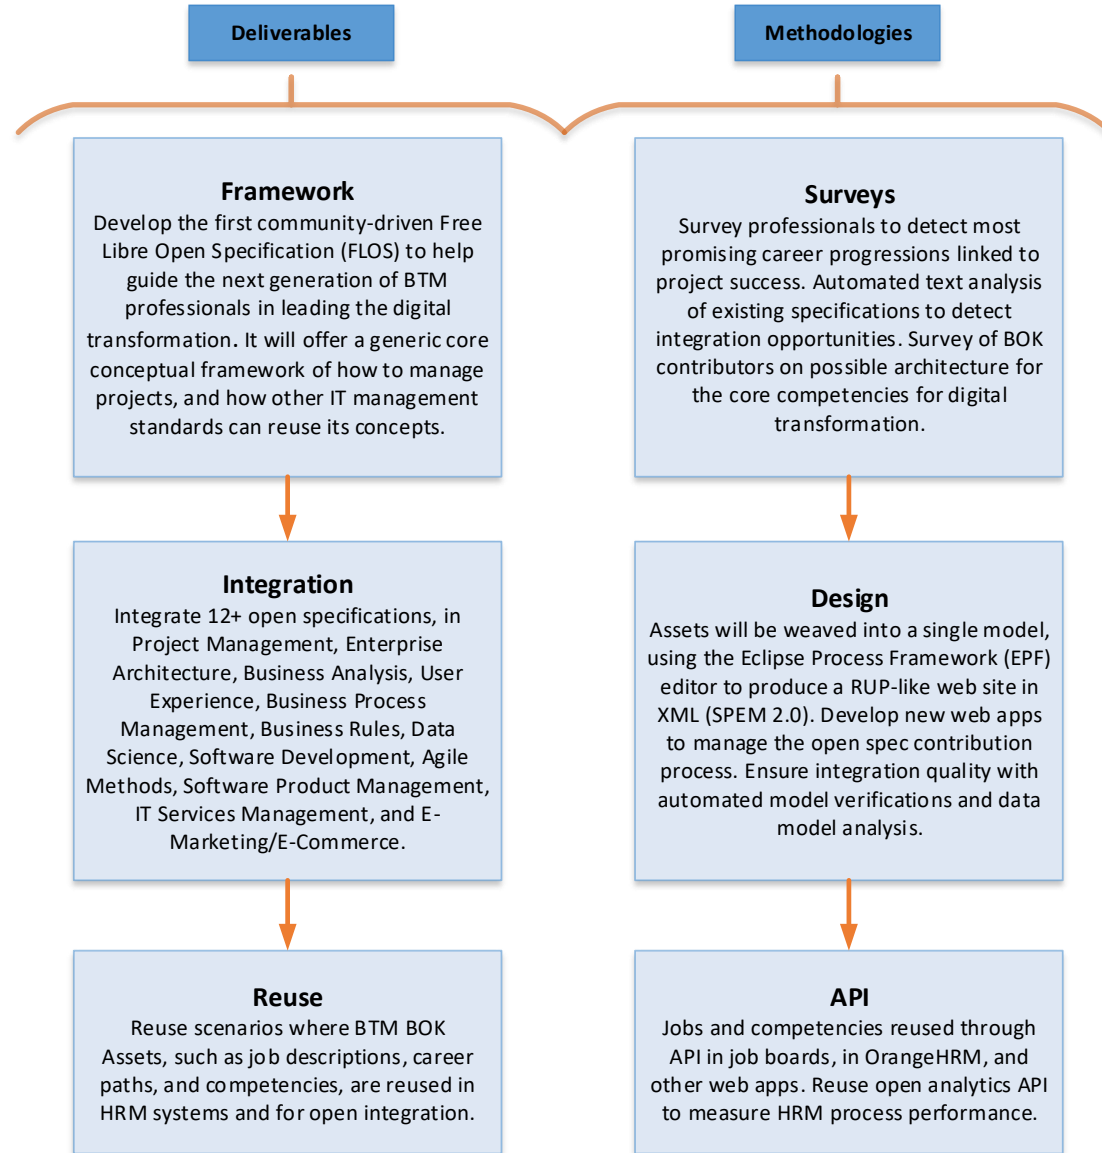 Deliverables
Methodologies
Framework
Develop the first community-driven Free
Libre Open Specification (FLOS) to help
guide the next generation of BTM
professionals in leading the digital
transformation. It will offer a generic core
conceptual framework of how to manage
projects, and how other IT management
standards can reuse its concepts.
Surveys
Survey professionals to detect most
promising career progressions linked to
project success. Automated text analysis
of existing specifications to detect
integration opportunities. Survey of BOK
contributors on possible architecture for
the core competencies for digital
transformation.
Integration
Integrate 12+ open specifications, in
Project Management, Enterprise
Architecture, Business Analysis, User
Experience, Business Process
Management, Business Rules, Data
Science, Software Development, Agile
Methods, Software Product Management,
IT Services Management, and E-
Marketing/E-Commerce.
Design
Assets will be weaved into a single model,
using the Eclipse Process Framework (EPF)
editor to produce a RUP-like web site in
XML (SPEM 2.0). Develop new web apps
to manage the open spec contribution
process. Ensure integration quality with
automated model verifications and data
model analysis.
Reuse
Reuse scenarios where BTM BOK
Assets, such as job descriptions, career
paths, and competencies, are reused in
HRM systems and for open integration.
API
Jobs and competencies reused through
API in job boards, in OrangeHRM, and
other web apps. Reuse open analytics API
to measure HRM process performance.